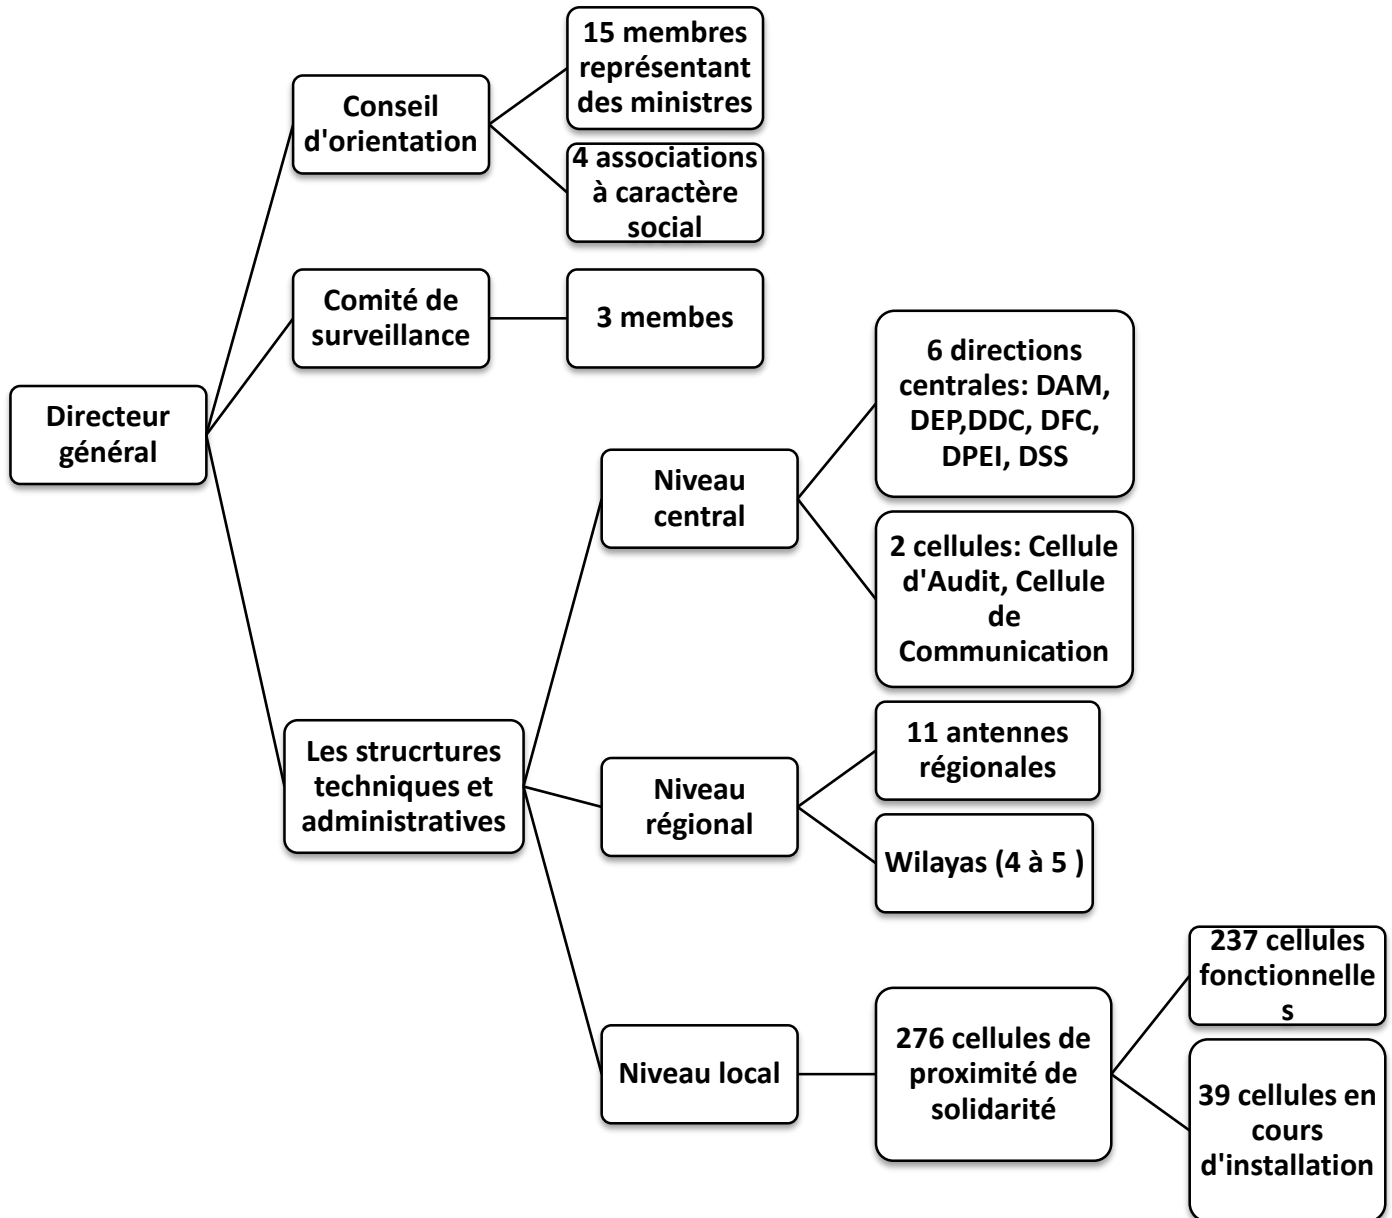 Directeur
général
Conseil
d'orientation
15 membres
représentant
des ministres
4 associations
à caractère
social
Comité de
surveillance
3 membes
Les strucrtures
techniques et
administratives
Niveau
central
6 directions
centrales: DAM,
DEP,DDC, DFC,
DPEI, DSS
2 cellules: Cellule
d'Audit, Cellule
de
Communication
Niveau
régional
11 antennes
régionales
Wilayas (4 à 5 )
Niveau local
276 cellules de
proximité de
solidarité
237 cellules
fonctionnelle
s
39 cellules en
cours
d'installation